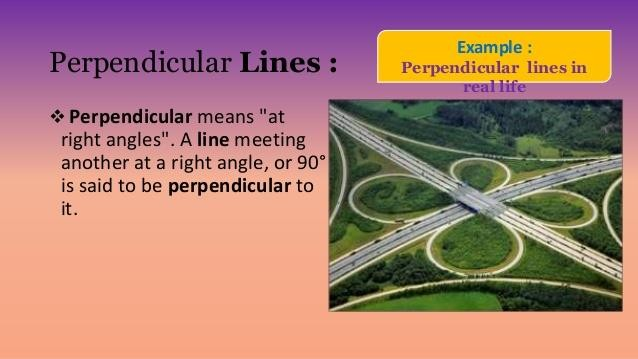 Perpendicular Lines :
Example :
Perpendicular lines in
real life
❖ Perpendicular means "at
right angles". A line meeting
another at a right angle, or 90°
is said to be perpendicular to
it.